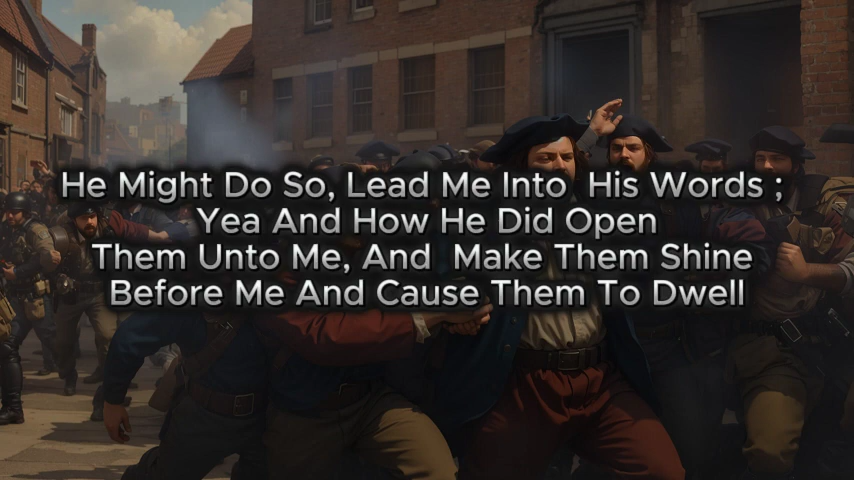 He Might Do So, Lead Me Into  His Words ;
Yea And How He Did Open
Them Unto Me, And  Make Them Shine
Before Me And Cause Them To Dwell